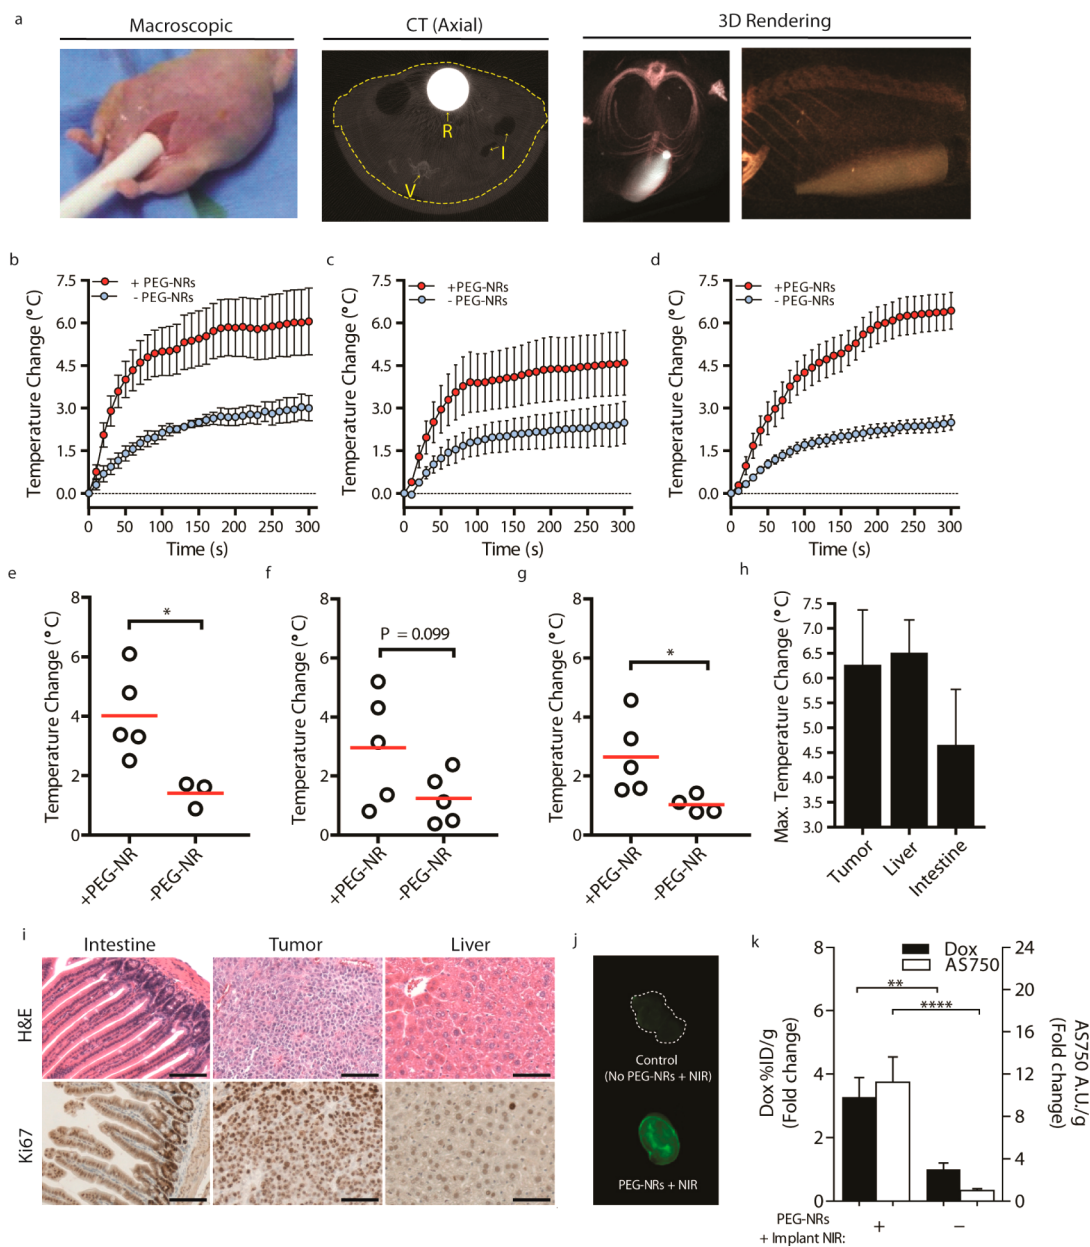 a
Macroscopic
CT (Axial)
3D Rendering
R
I
V
b
7.5
6.0
4.5
3.0
1.5
0.0
Temperature Change (°C)
+ PEG-NRs
- PEG-NRs
0 50 100 150 200 250 300
Time (s)
c
7.5
6.0
4.5
3.0
1.5
0.0
Temperature Change (°C)
+PEG-NRs
- PEG-NRs
0 50 100 150 200 250 300
Time (s)
d
7.5
6.0
4.5
3.0
1.5
0.0
Temperature Change (°C)
+PEG-NRs
- PEG-NRs
0 50 100 150 200 250 300
Time (s)
e
8
6
4
2
0
Temperature Change (°C)
*
+PEG-NR
-PEG-NR
f
8
6
4
2
0
Temperature Change (°C)
P = 0.099
+PEG-NR
-PEG-NR
g
8
6
4
2
0
Temperature Change (°C)
*
+PEG-NR
-PEG-NR
h
7.5
7.0
6.5
6.0
5.5
5.0
4.5
4.0
3.5
3.0
Max. Temperature Change (°C)
Tumor
Liver
Intestine
i
Intestine
Tumor
Liver
H&E
Ki67
j
Control
(No PEG-NRs + NIR)
PEG-NRs + NIR
k
8
6
4
2
0
Dox %ID/g
(Fold change)
Dox
AS750
**
****
24
20
16
12
8
4
0
AS750 A.U/g
(Fold change)
PEG-NRs
+ Implant NIR:
+
−